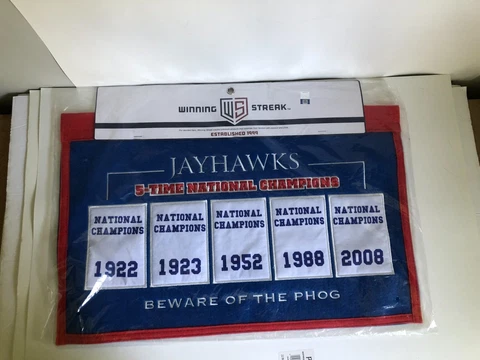 WINNING WS STREAK
ESTABLISHED 1999
JAYHAWKS
5-TIME NATIONAL CHAMPIONS
NATIONAL CHAMPIONS 1922
NATIONAL CHAMPIONS 1923
NATIONAL CHAMPIONS 1952
NATIONAL CHAMPIONS 1988
NATIONAL CHAMPIONS 2008
BEWARE OF THE PHOG